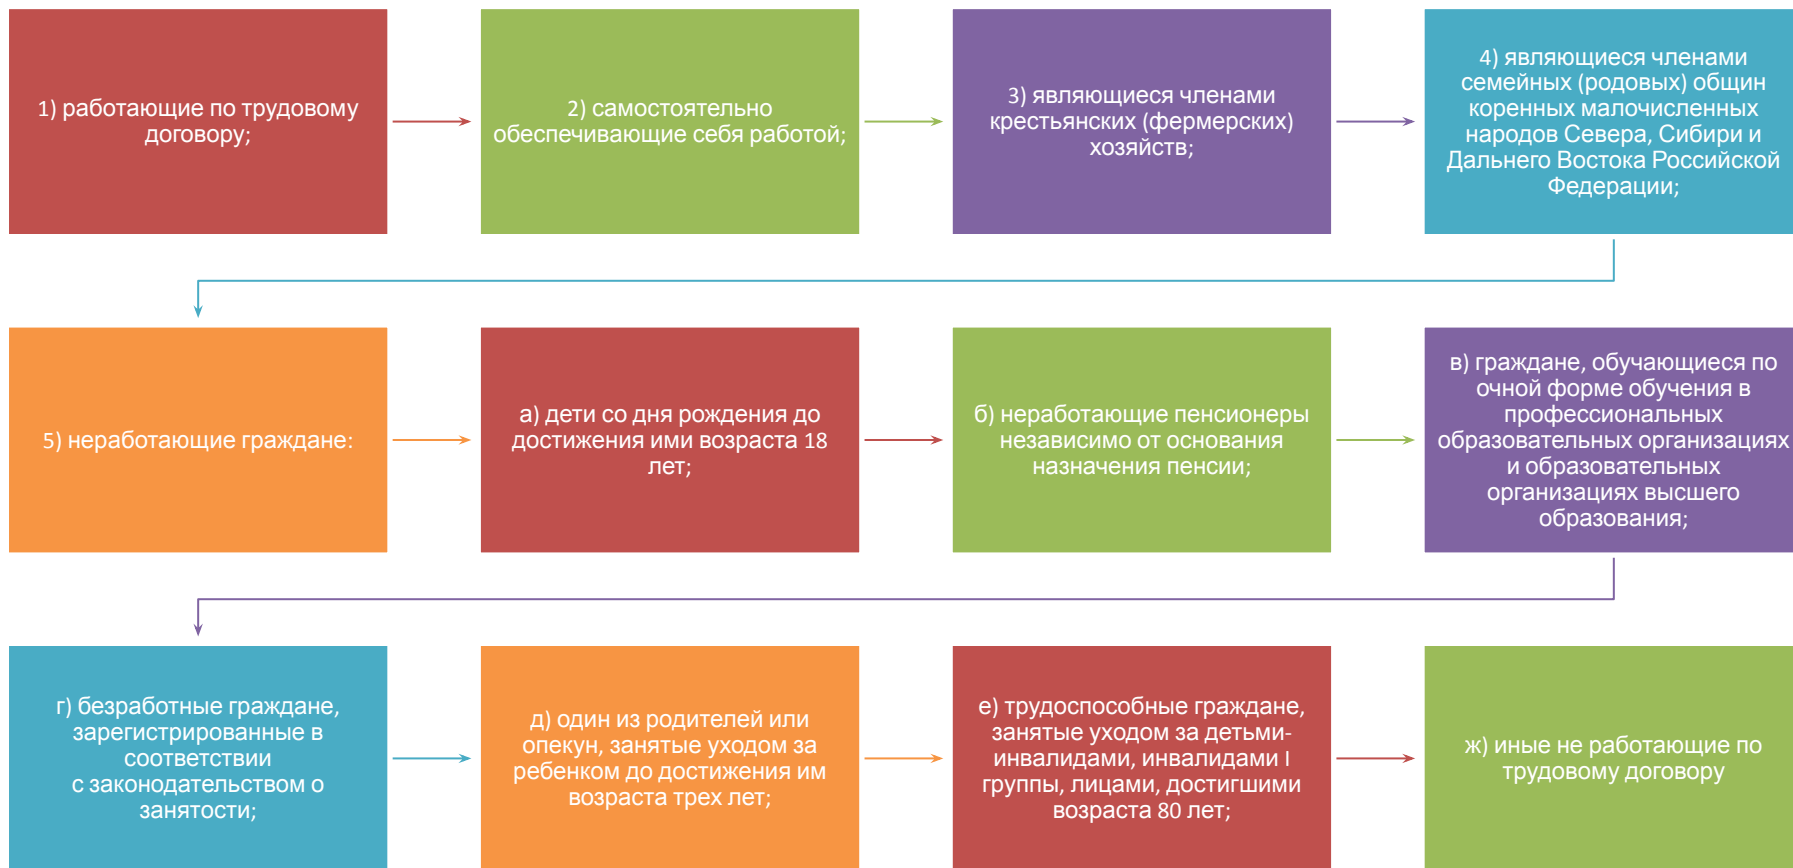 1) работающие по трудовому
договору;
2) самостоятельно
обеспечивающие себя работой;
3) являющиеся членами
крестьянских (фермерских)
хозяйств;
4) являющиеся членами
семейных (родовых) общин
коренных малочисленных
народов Севера, Сибири и
Дальнего Востока Российской
Федерации;
5) неработающие граждане:
а) дети со дня рождения до
достижения ими возраста 18
лет;
б) неработающие пенсионеры
независимо от основания
назначения пенсии;
в) граждане, обучающиеся по
очной форме обучения в
профессиональных
образовательных организациях
и образовательных
организациях высшего
образования;
г) безработные граждане,
зарегистрированные в
соответствии
с законодательством о
занятости;
д) один из родителей или
опекун, занятые уходом за
ребенком до достижения им
возраста трех лет;
е) трудоспособные граждане,
занятые уходом за детьми-
инвалидами, инвалидами I
группы, лицами, достигшими
возраста 80 лет;
ж) иные не работающие по
трудовому договору